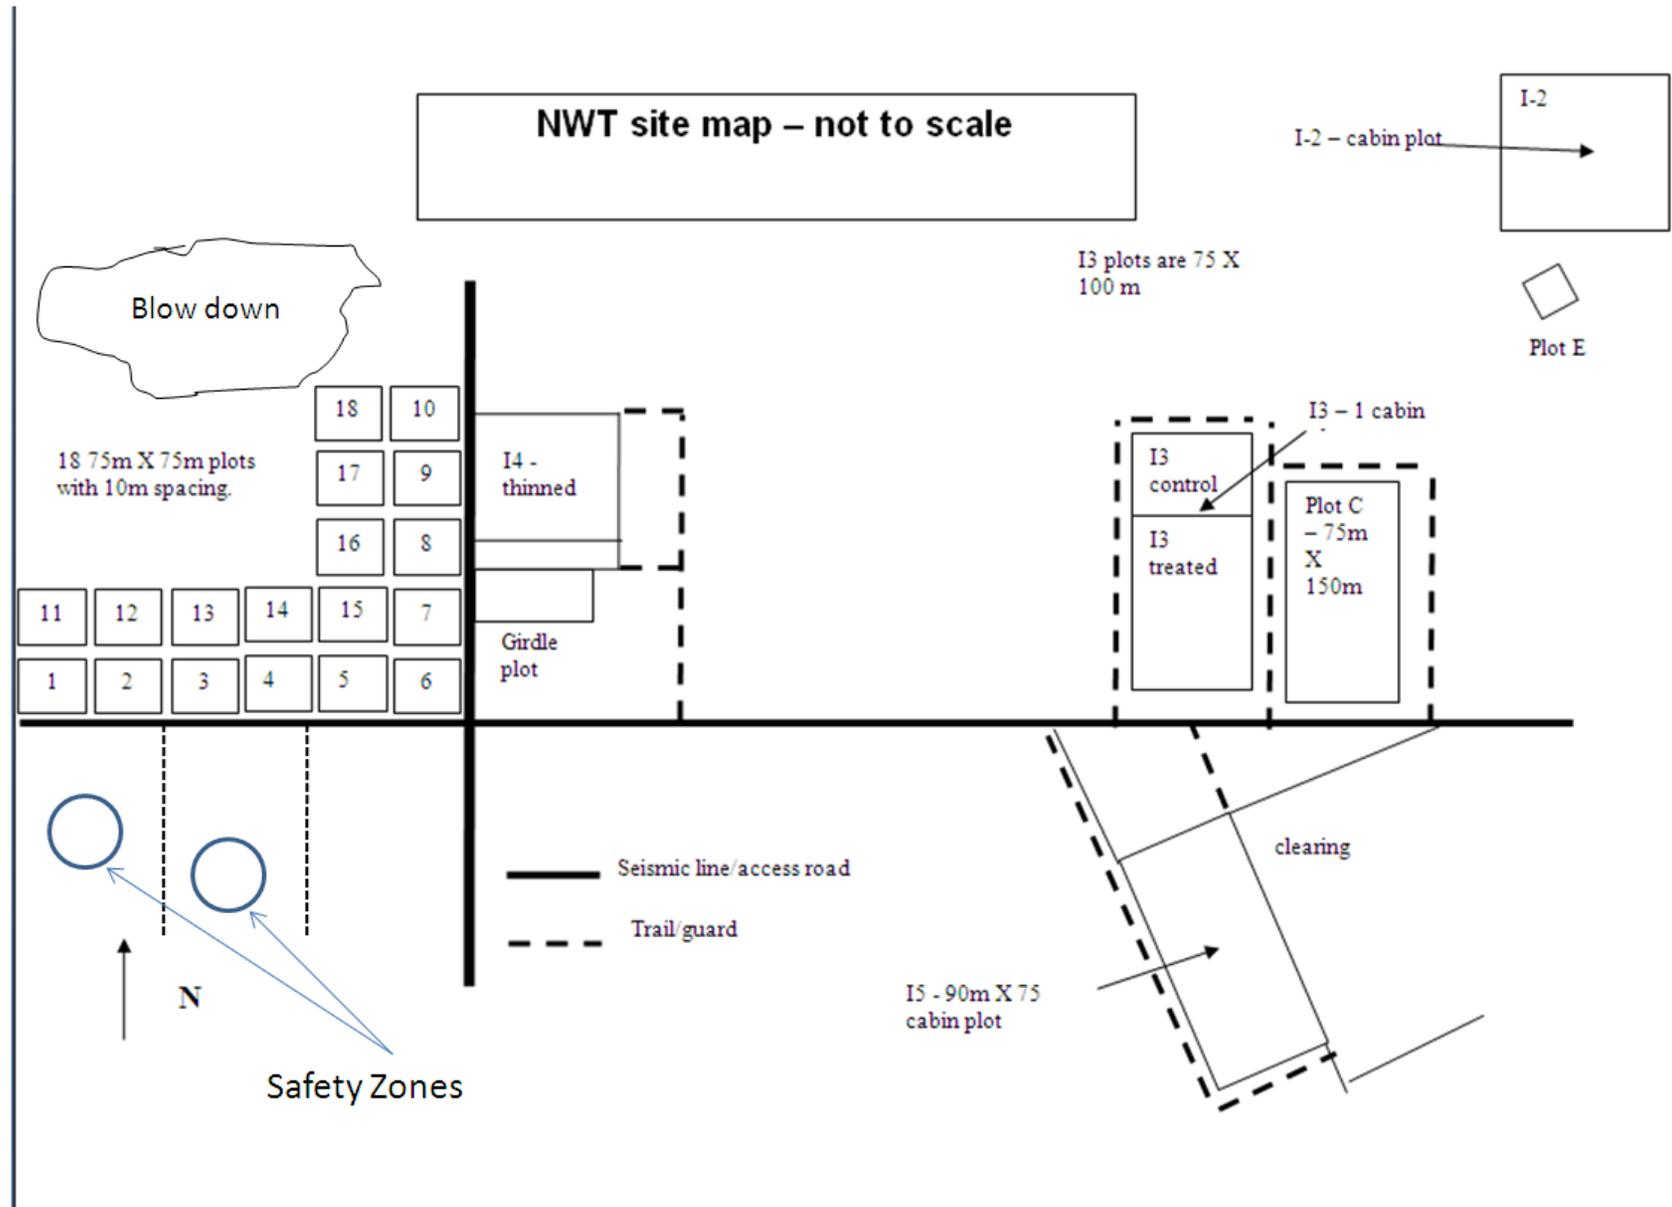 NWT site map – not to scale
I-2
I-2 – cabin plot
I3 plots are 75 X
100 m
Blow down
Plot E
18
10
I3 – 1 cabin
18 75m X 75m plots
with 10m spacing.
17
9
I4 -
thinned
I3
control
Plot C
– 75m
X
150m
16
8
I3
treated
11
12
13
14
15
7
Girdle
plot
1
2
3
4
5
6
clearing
Seismic line/access road
Trail/guard
N
I5 - 90m X 75
cabin plot
Safety Zones